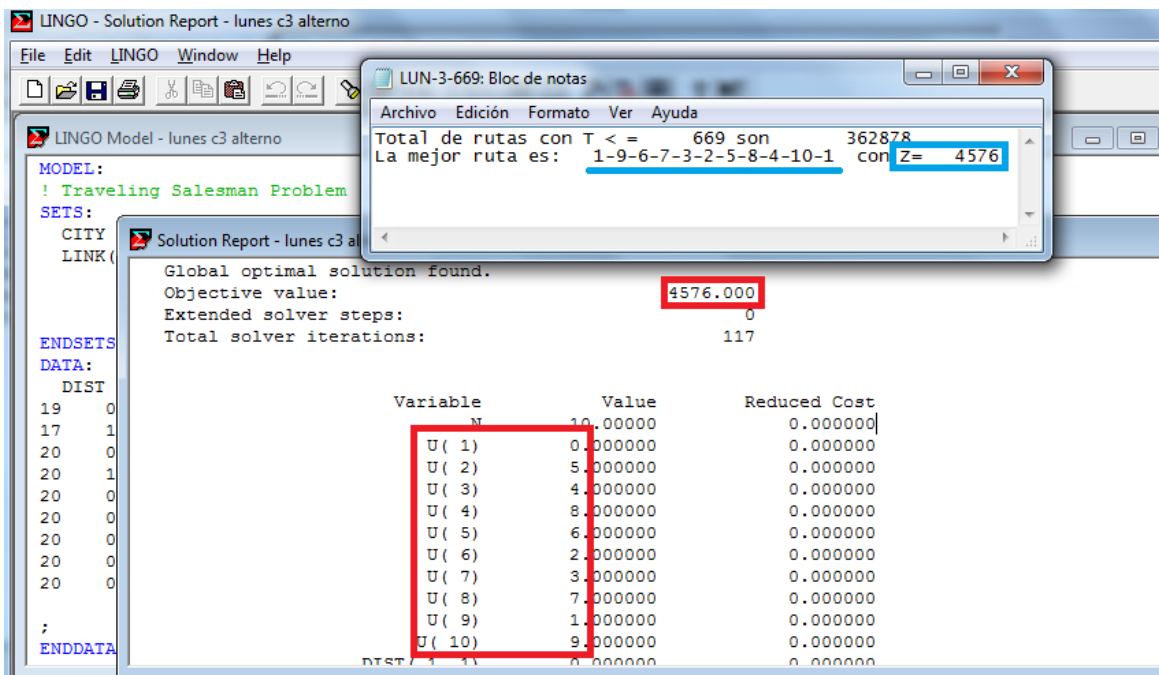 LINGO - Solution Report - lunes c3 alterno
File Edit LINGO Window Help
LUN-3-669: Bloc de notas
Archivo Edición Formato Ver Ayuda
Total de rutas con T < = 669 son 362878
La mejor ruta es: 1-9-6-7-3-2-5-8-4-10-1 con Z= 4576
LINGO Model - lunes c3 alterno
MODEL:
! Traveling Salesman Problem
SETS:
CITY
LINK(
ENDSETS
DATA:
DIST
19 0
17 1
20 0
20 1
20 0
20 0
20 0
20 0
20 0
;
ENDDATA
Solution Report - lunes c3 al
Global optimal solution found.
Objective value: 4576.000
Extended solver steps: 0
Total solver iterations: 117
Variable Value Reduced Cost
N 10.00000 0.000000
U( 1) 0.000000 0.000000
U( 2) 5.000000 0.000000
U( 3) 4.000000 0.000000
U( 4) 8.000000 0.000000
U( 5) 6.000000 0.000000
U( 6) 2.000000 0.000000
U( 7) 3.000000 0.000000
U( 8) 7.000000 0.000000
U( 9) 1.000000 0.000000
U( 10) 9.000000 0.000000
DIST( 1, 1) 0.000000 0.000000